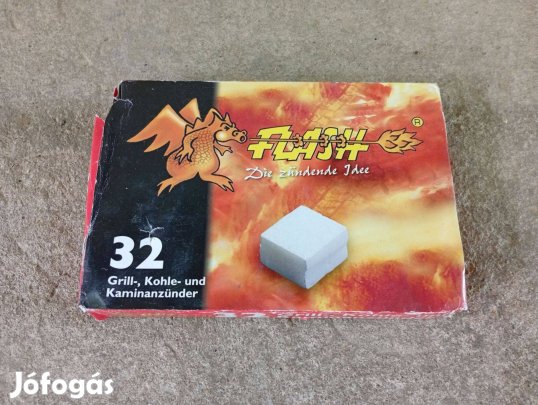 FLASH
®
Die zündende Idee
32
Grill-, Kohle- und
Kaminanzünder
Jófogás